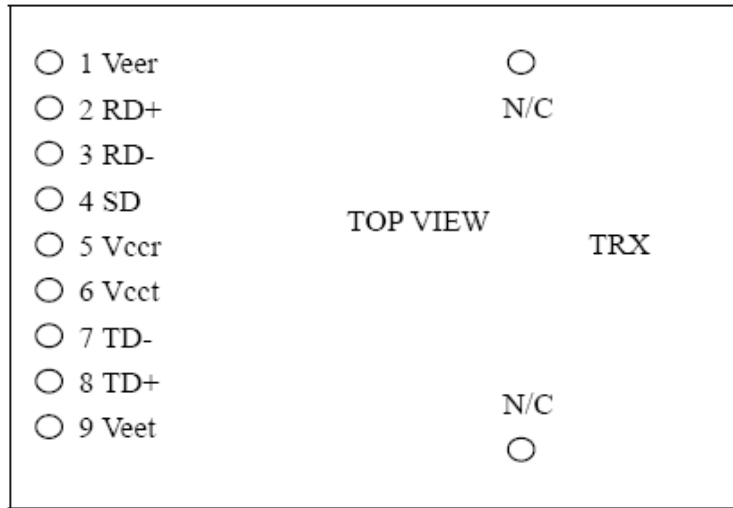 1 Veer
2 RD+
N/C
3 RD-
4 SD
TOP VIEW
5 Vccr
TRX
6 Vcct
7 TD-
8 TD+
N/C
9 Veet